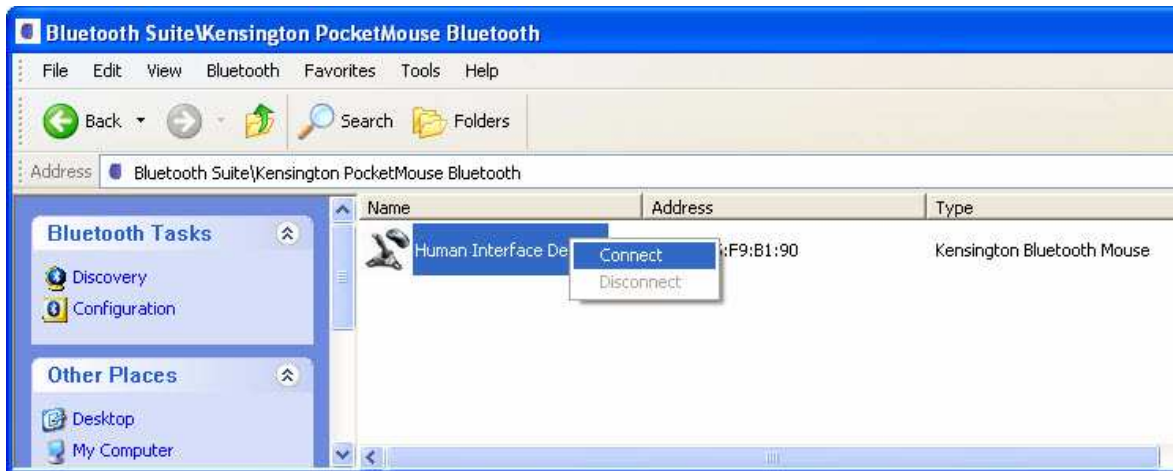 Bluetooth Suite\Kensington PocketMouse Bluetooth
File Edit View Bluetooth Favorites Tools Help
Back Search Folders
Address Bluetooth Suite\Kensington PocketMouse Bluetooth
Name Address Type
Bluetooth Tasks
Human Interface De :F9:B1:90 Kensington Bluetooth Mouse
Connect
Disconnect
Discovery
Configuration
Other Places
Desktop
My Computer